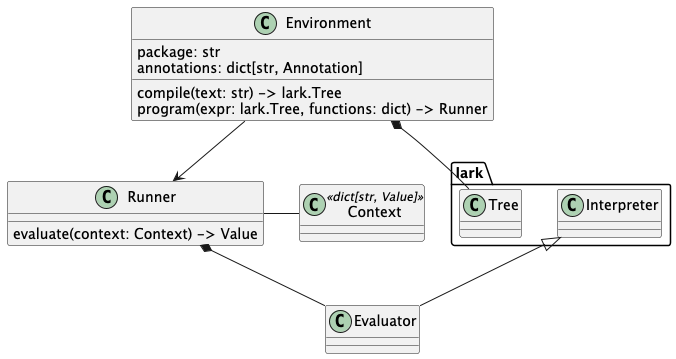 C Environment
package: str
annotations: dict[str, Annotation]
compile(text: str) -> lark.Tree
program(expr: lark.Tree, functions: dict) -> Runner
lark
C Runner
evaluate(context: Context) -> Value
C «dict[str, Value]»
Context
C Tree
C Interpreter
C Evaluator